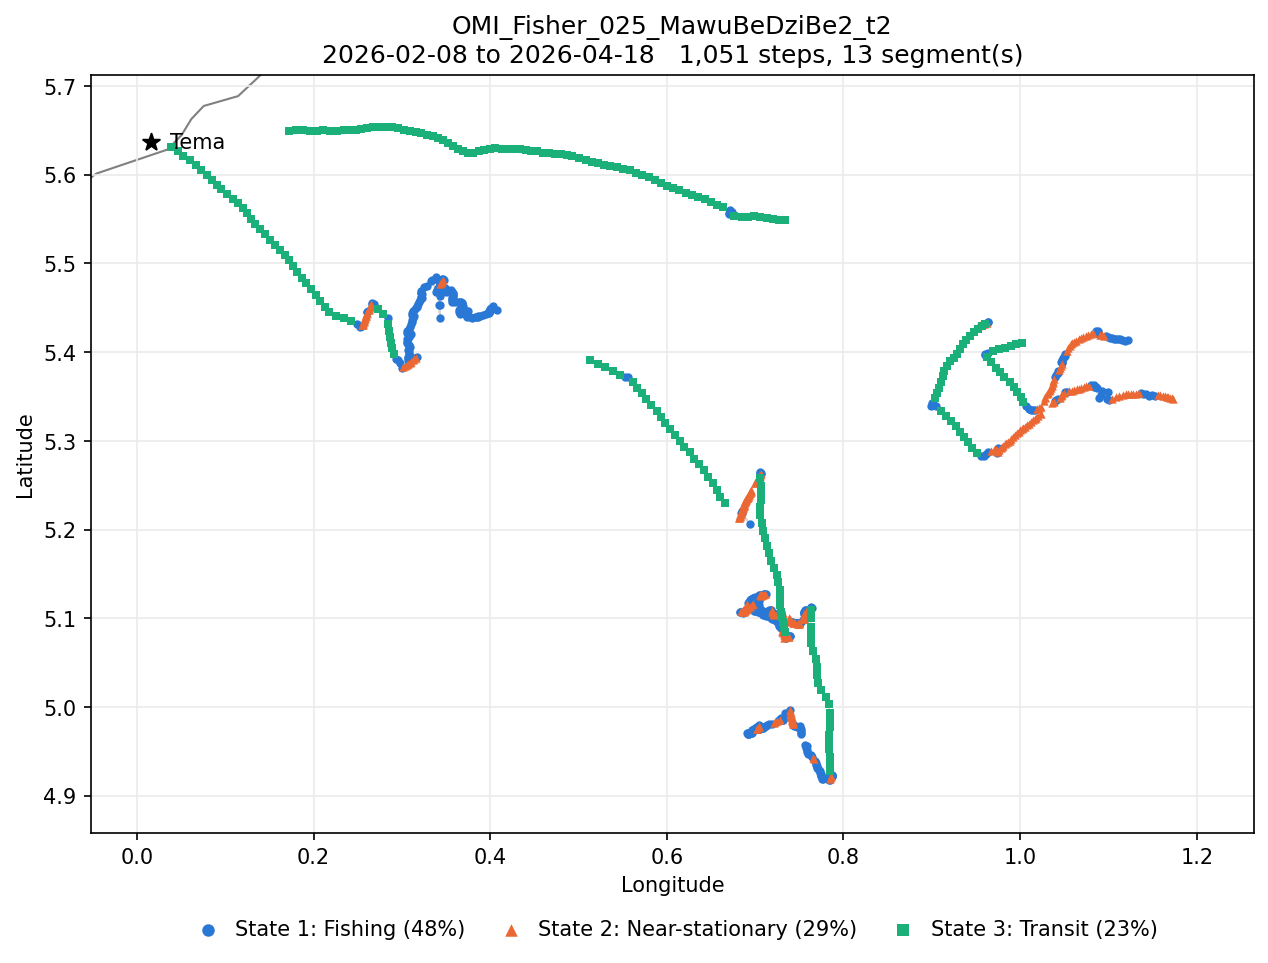 OMI_Fisher_025_MawuBeDziBe2_t2
2026-02-08 to 2026-04-18   1,051 steps, 13 segment(s)
5.7
Tema
5.6
5.5
5.4
5.3
5.2
5.1
5.0
4.9
Latitude
0.0 0.2 0.4 0.6 0.8 1.0 1.2
Longitude
State 1: Fishing (48%) State 2: Near-stationary (29%) State 3: Transit (23%)